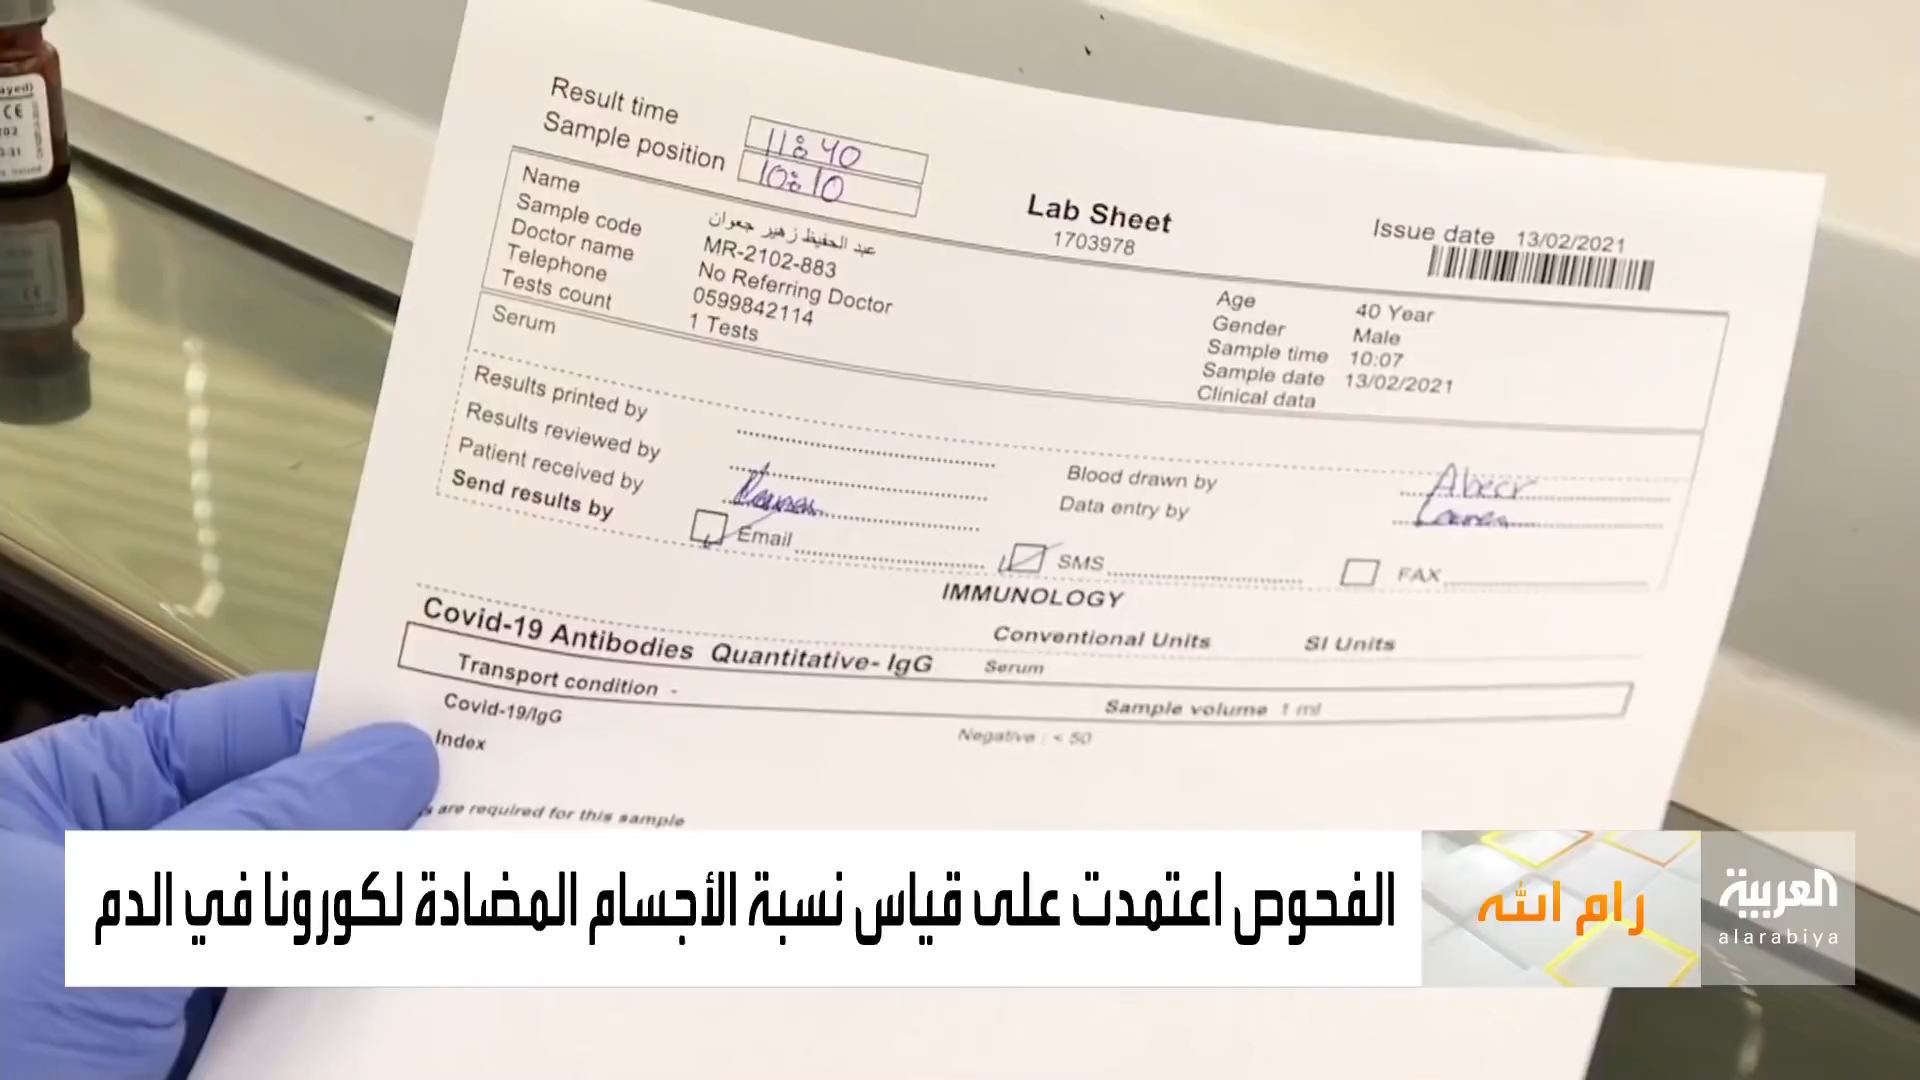 Result time 11:40
Sample position 10:10
Lab Sheet
1703978
Issue date 13/02/2021
Name عبد الحفيظ زهير جعوان
Sample code MR-2102-883
Doctor name No Referring Doctor
Telephone 0599842114
Tests count 1 Tests
Age 40 Year
Gender Male
Sample time 10:07
Sample date 13/02/2021
Clinical data
Serum
Results printed by
Results reviewed by
Patient received by
Blood drawn by Abeer
Data entry by
Send results by Email SMS FAX
IMMUNOLOGY
Covid-19 Antibodies Quantitative- IgG Serum
Conventional Units SI Units
Transport condition - Sample volume 1 ml
Covid-19/IgG
Negative : < 50
Index
are required for this sample
الفحوص اعتمدت على قياس نسبة الأجسام المضادة لكورونا في الدم
رام الله
العربية
alarabiya
CE